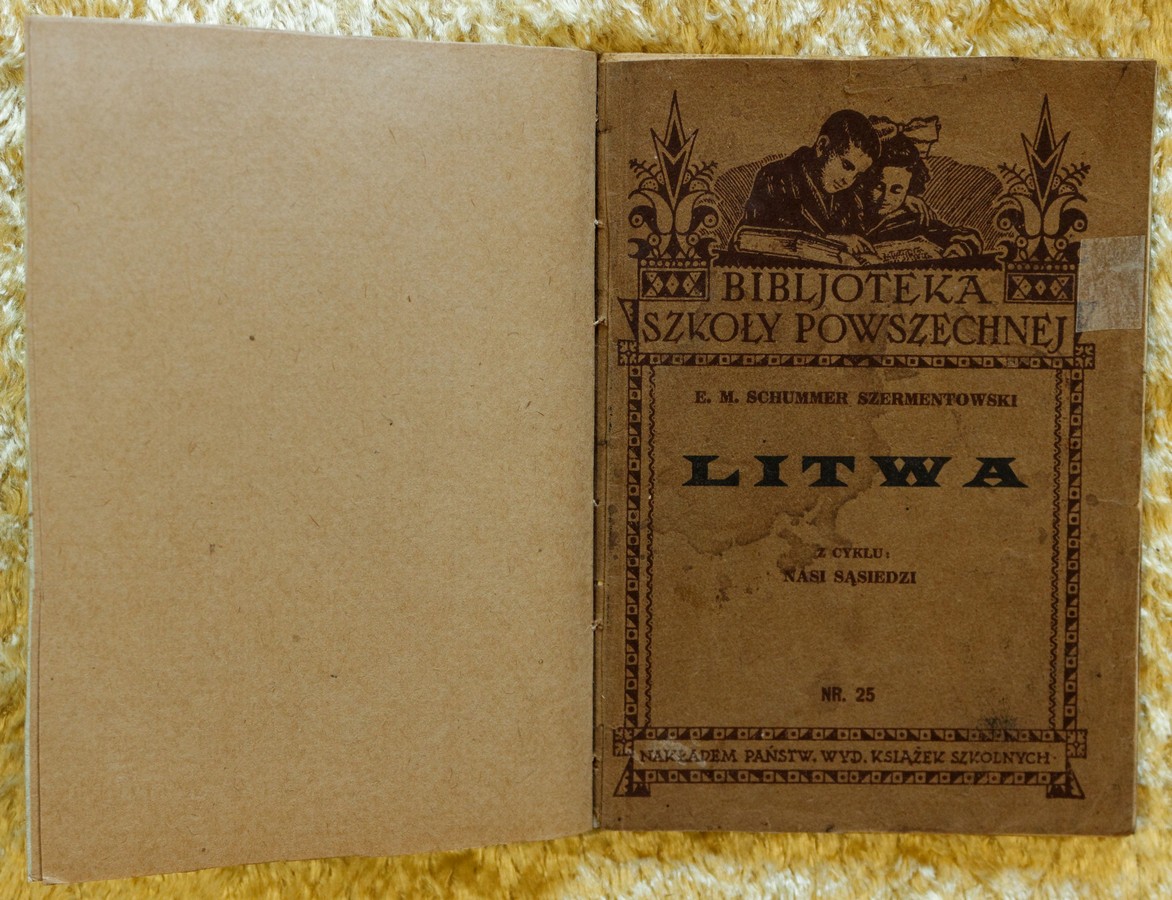 BIBLJOTEKA
SZKOŁY POWSZECHNEJ
E. M. SCHUMMER SZERMENTOWSKI
LITWA
Z CYKLU:
NASI SĄSIEDZI
NR. 25
NAKŁADEM PAŃSTW. WYD. KSIĄŻEK SZKOLNYCH